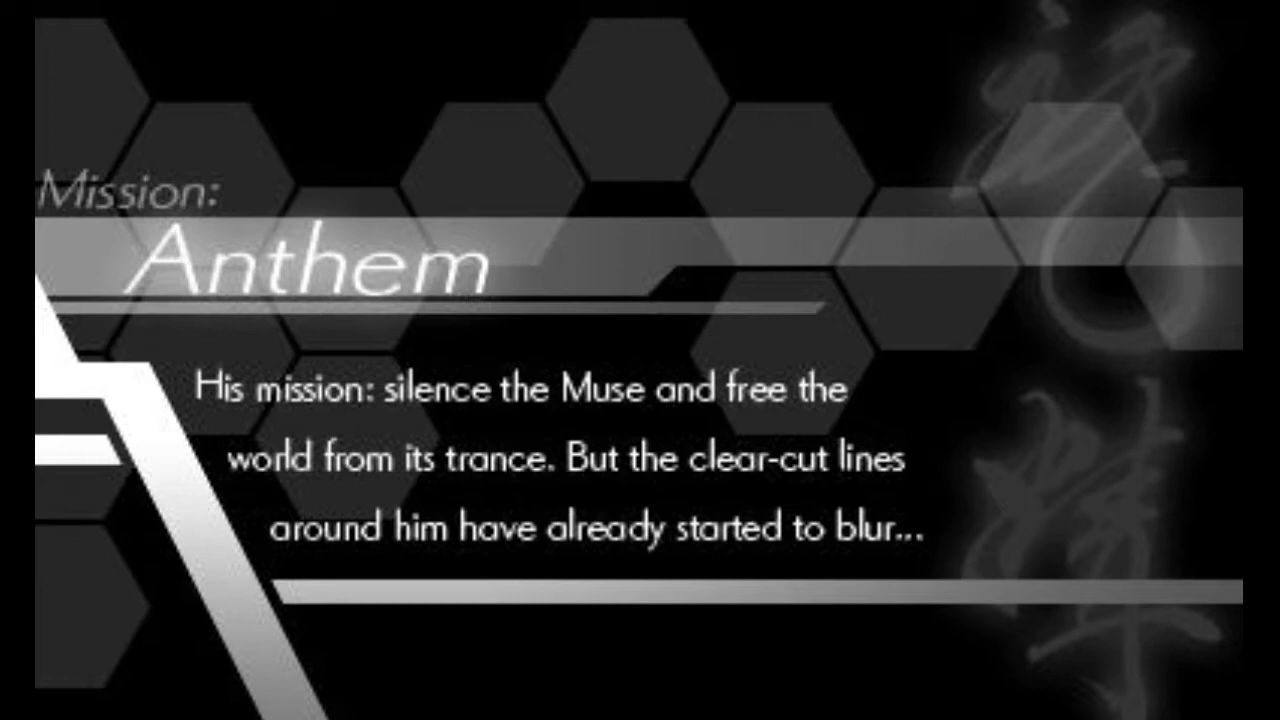 Mission:
Anthem
His mission: silence the Muse and free the
world from its trance. But the clear-cut lines
around him have already started to blur...